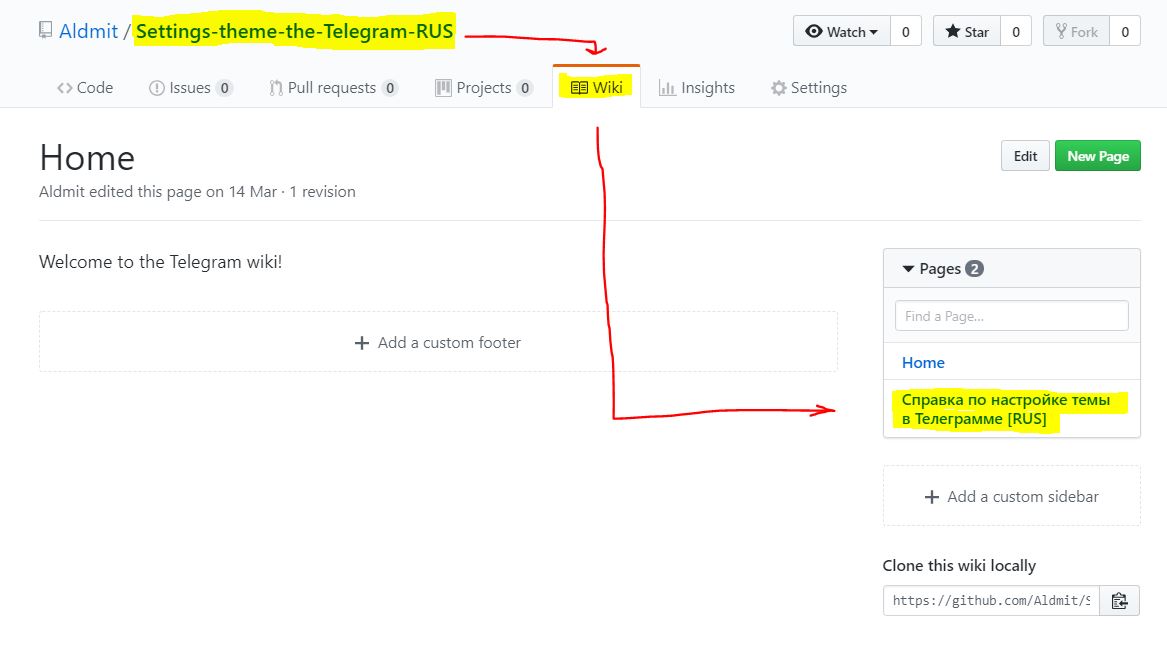 Aldmit / Settings-theme-the-Telegram-RUS
Watch 0
Star 0
Fork 0
Code
Issues 0
Pull requests 0
Projects 0
Wiki
Insights
Settings
Home
Edit
New Page
Aldmit edited this page on 14 Mar · 1 revision
Welcome to the Telegram wiki!
+ Add a custom footer
Pages 2
Find a Page...
Home
Справка по настройке темы
в Телеграмме [RUS]
+ Add a custom sidebar
Clone this wiki locally
https://github.com/Aldmit/S